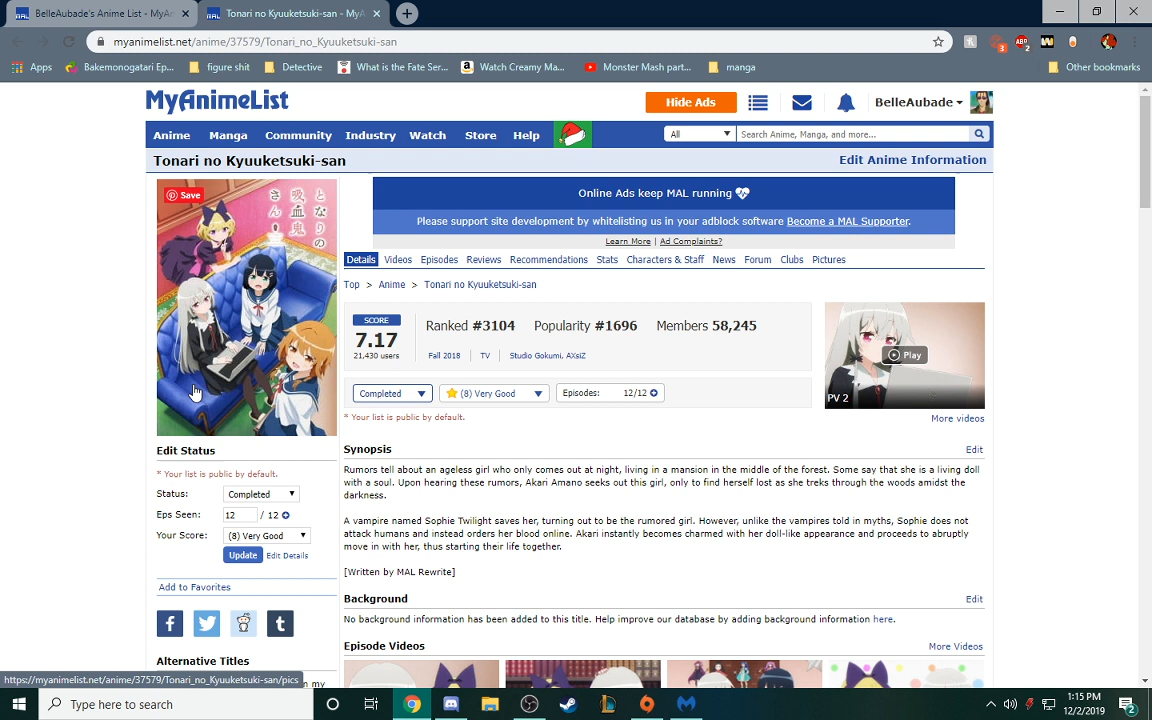 BelleAubade's Anime List - MyAn
Tonari no Kyuuketsuki-san - MyA
myanimelist.net/anime/37579/Tonari_no_Kyuuketsuki-san
3
ABP
2
Apps
Bakemonogatari Ep...
figure shit
Detective
What is the Fate Ser...
Watch Creamy Ma...
Monster Mash part...
manga
Other bookmarks
MyAnimeList
Hide Ads
BelleAubade
Anime Manga Community Industry Watch Store Help
All
Search Anime, Manga, and more...
Tonari no Kyuuketsuki-san
Edit Anime Information
Save
となりの
吸血鬼
さん
Online Ads keep MAL running
Please support site development by whitelisting us in your adblock software Become a MAL Supporter.
Learn More | Ad Complaints?
Details Videos Episodes Reviews Recommendations Stats Characters & Staff News Forum Clubs Pictures
Top > Anime > Tonari no Kyuuketsuki-san
SCORE
7.17
21,430 users
Ranked #3104 Popularity #1696 Members 58,245
Fall 2018 | TV | Studio Gokumi, AXsiZ
Completed
(8) Very Good
Episodes: 12/12
* Your list is public by default.
Play
PV 2
More videos
Synopsis
Edit
Rumors tell about an ageless girl who only comes out at night, living in a mansion in the middle of the forest. Some say that she is a living doll
with a soul. Upon hearing these rumors, Akari Amano seeks out this girl, only to find herself lost as she treks through the woods amidst the
darkness.
A vampire named Sophie Twilight saves her, turning out to be the rumored girl. However, unlike the vampires told in myths, Sophie does not
attack humans and instead orders her blood online. Akari instantly becomes charmed with her doll-like appearance and proceeds to abruptly
move in with her, thus starting their life together.
[Written by MAL Rewrite]
Background
Edit
No background information has been added to this title. Help improve our database by adding background information here.
Episode Videos
More Videos
Edit Status
* Your list is public by default.
Status: Completed
Eps Seen: 12 / 12
Your Score: (8) Very Good
Update Edit Details
Add to Favorites
Alternative Titles
https://myanimelist.net/anime/37579/Tonari_no_Kyuuketsuki-san/pics
Type here to search
1:15 PM
12/2/2019
2